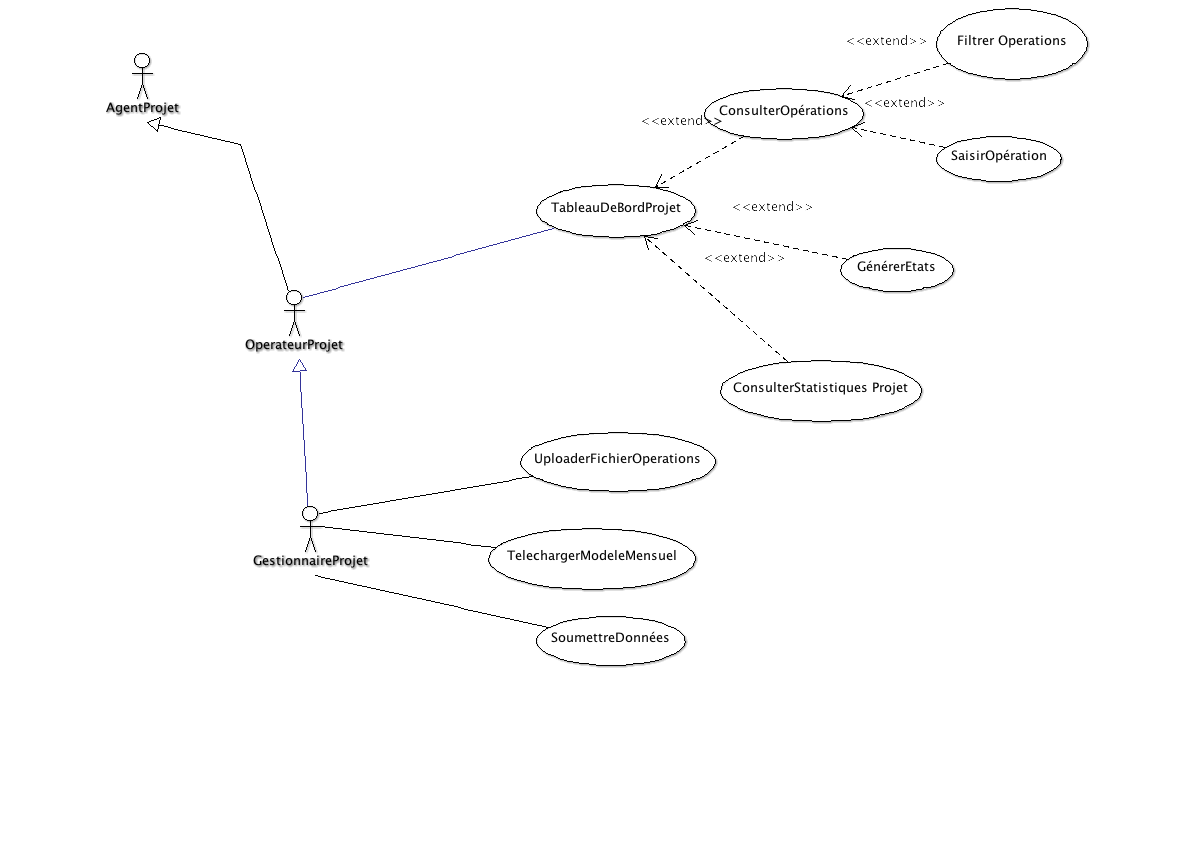 Filtrer Operations
<<extend>>
AgentProjet
<<extend>>
ConsulterOpérations
<<extend>>
SaisirOpération
TableauDeBordProjet
<<extend>>
<<extend>>
GénérerEtats
OperateurProjet
ConsulterStatistiques Projet
UploaderFichierOperations
TelechargerModeleMensuel
GestionnaireProjet
SoumettreDonnées